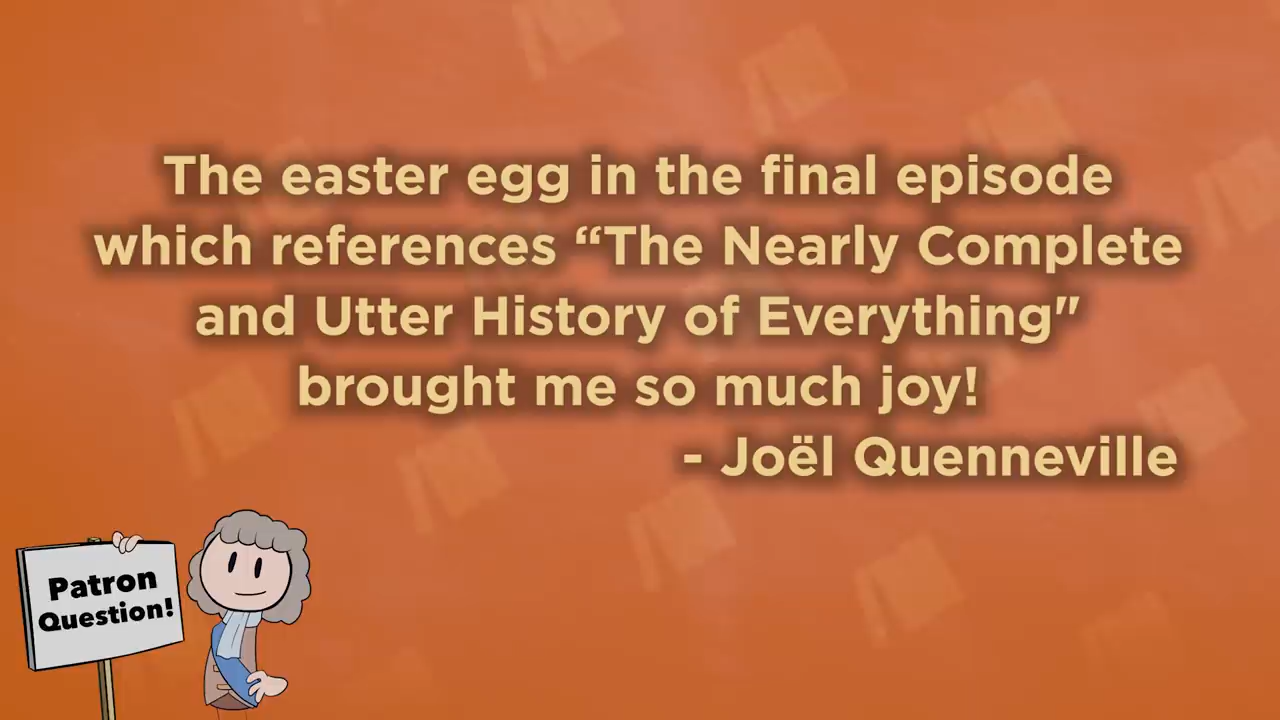 The easter egg in the final episode
which references “The Nearly Complete
and Utter History of Everything"
brought me so much joy!
- Joël Quenneville
Patron
Question!